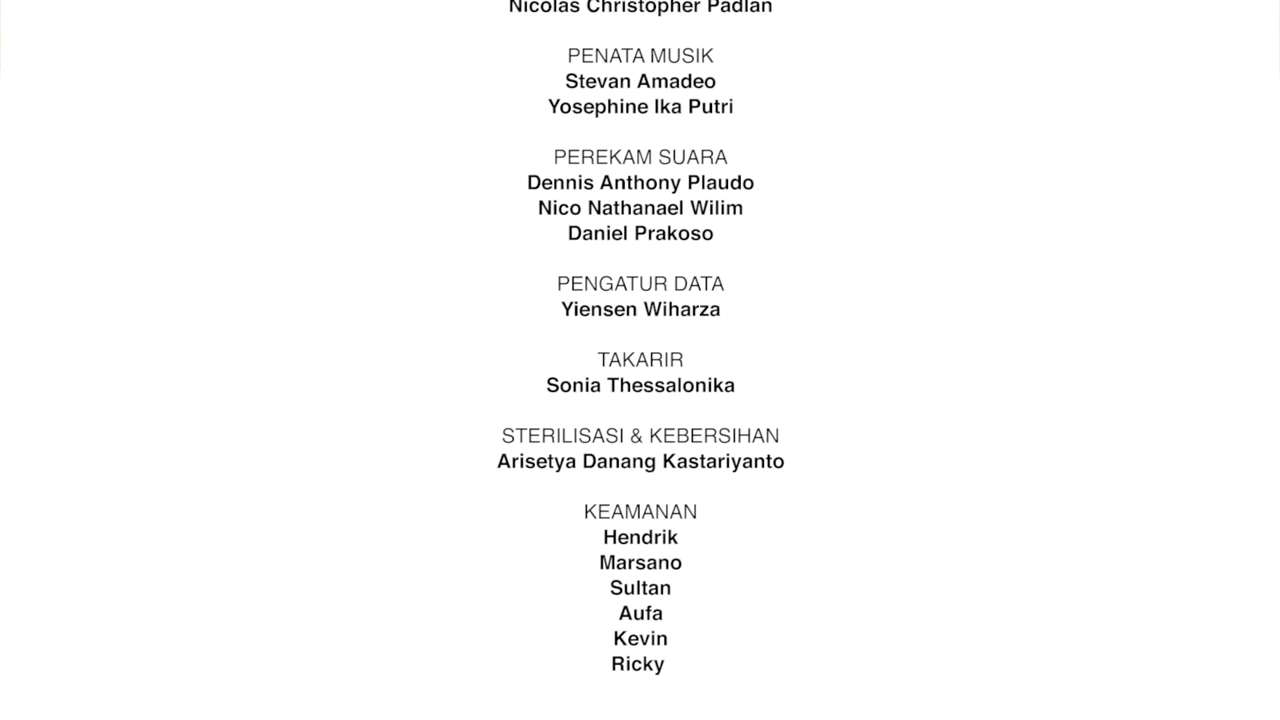 Nicolas Christopher Padlan
PENATA MUSIK
Stevan Amadeo
Yosephine Ika Putri
PEREKAM SUARA
Dennis Anthony Plaudo
Nico Nathanael Wilim
Daniel Prakoso
PENGATUR DATA
Yiensen Wiharza
TAKARIR
Sonia Thessalonika
STERILISASI & KEBERSIHAN
Arisetya Danang Kastariyanto
KEAMANAN
Hendrik
Marsano
Sultan
Aufa
Kevin
Ricky